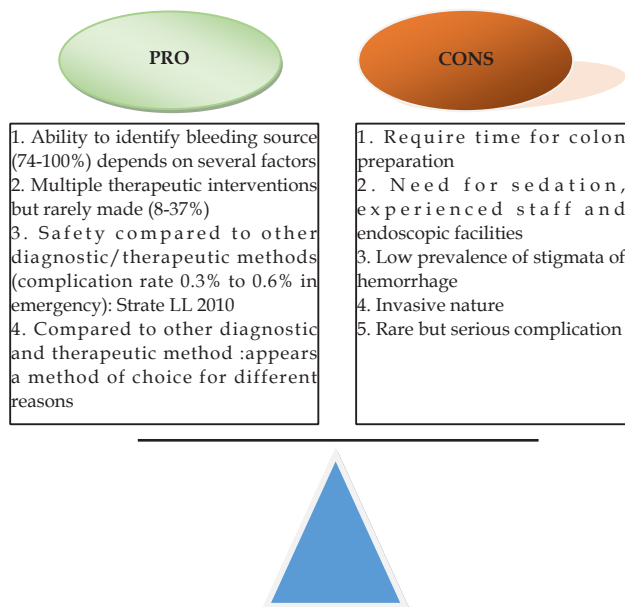 PRO
1. Ability to identify bleeding source
(74-100%) depends on several factors
2. Multiple therapeutic interventions
but rarely made (8-37%)
3. Safety compared to other
diagnostic/therapeutic methods
(complication rate 0.3% to 0.6% in
emergency): Strate LL 2010
4. Compared to other diagnostic
and therapeutic method :appears
a method of choice for different
reasons
CONS
1. Require time for colon
preparation
2. Need for sedation,
experienced staff and
endoscopic facilities
3. Low prevalence of stigmata of
hemorrhage
4. Invasive nature
5. Rare but serious complication